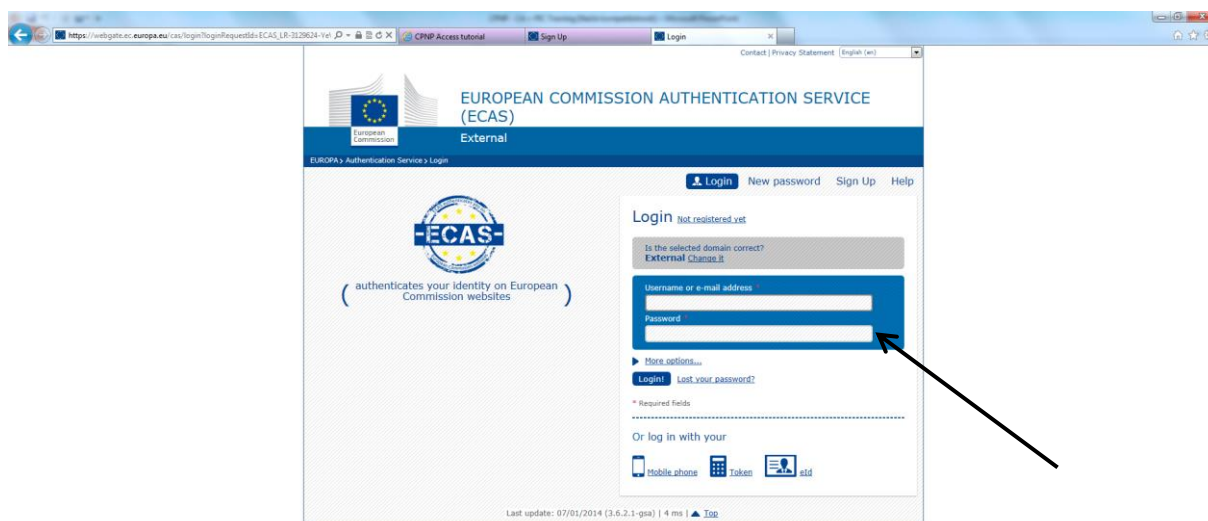 https://webgate.ec.europa.eu/cas/login?loginRequestId=ECAS_LR-3129624-Vel
CPNP Access tutorial
Sign Up
Login
Contact | Privacy Statement English (en)
EUROPEAN COMMISSION AUTHENTICATION SERVICE
(ECAS)
European
Commission
External
EUROPA > Authentication Service > Login
Login New password Sign Up Help
Login Not registered yet
-ECAS-
Is the selected domain correct?
External Change it
( authenticates your identity on European
Commission websites )
Username or e-mail address *
Password *
More options...
Login! Lost your password?
* Required fields
Or log in with your
Mobile phone Token eId
Last update: 07/01/2014 (3.6.2.1-gsa) | 4 ms | Top